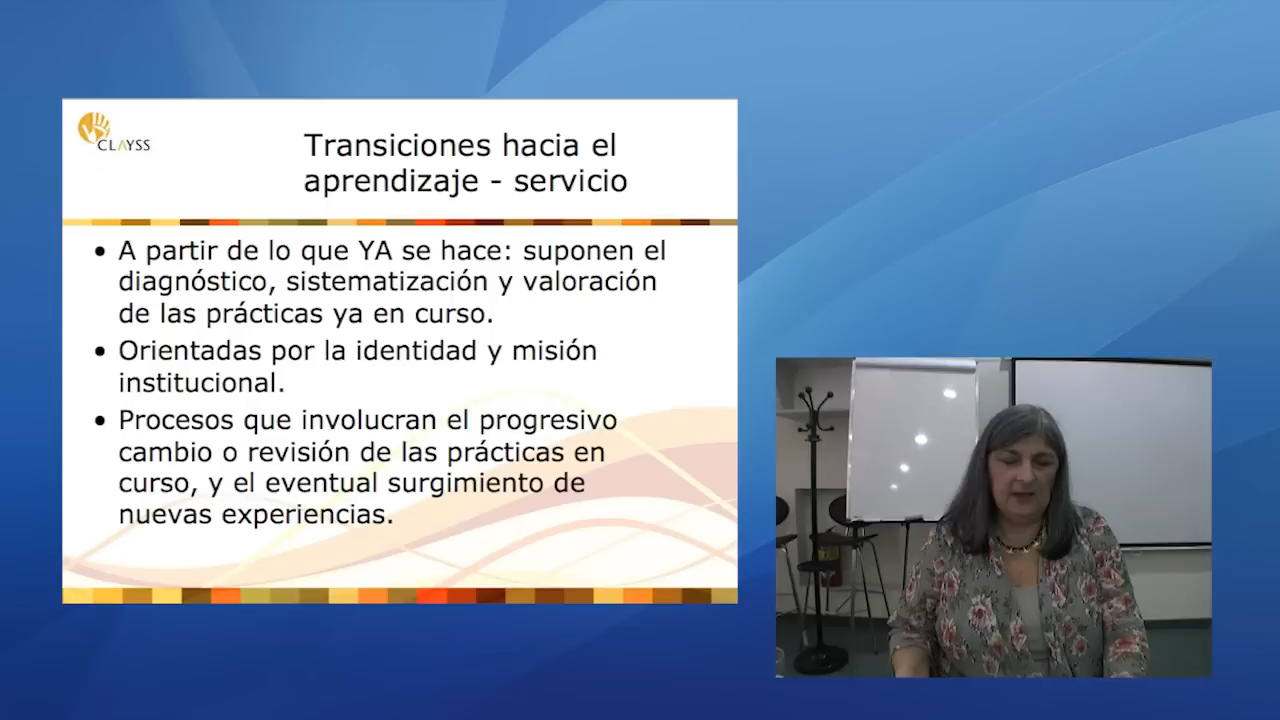 CLAYSS
Transiciones hacia el
aprendizaje - servicio
• A partir de lo que YA se hace: suponen el
diagnóstico, sistematización y valoración
de las prácticas ya en curso.
• Orientadas por la identidad y misión
institucional.
• Procesos que involucran el progresivo
cambio o revisión de las prácticas en
curso, y el eventual surgimiento de
nuevas experiencias.